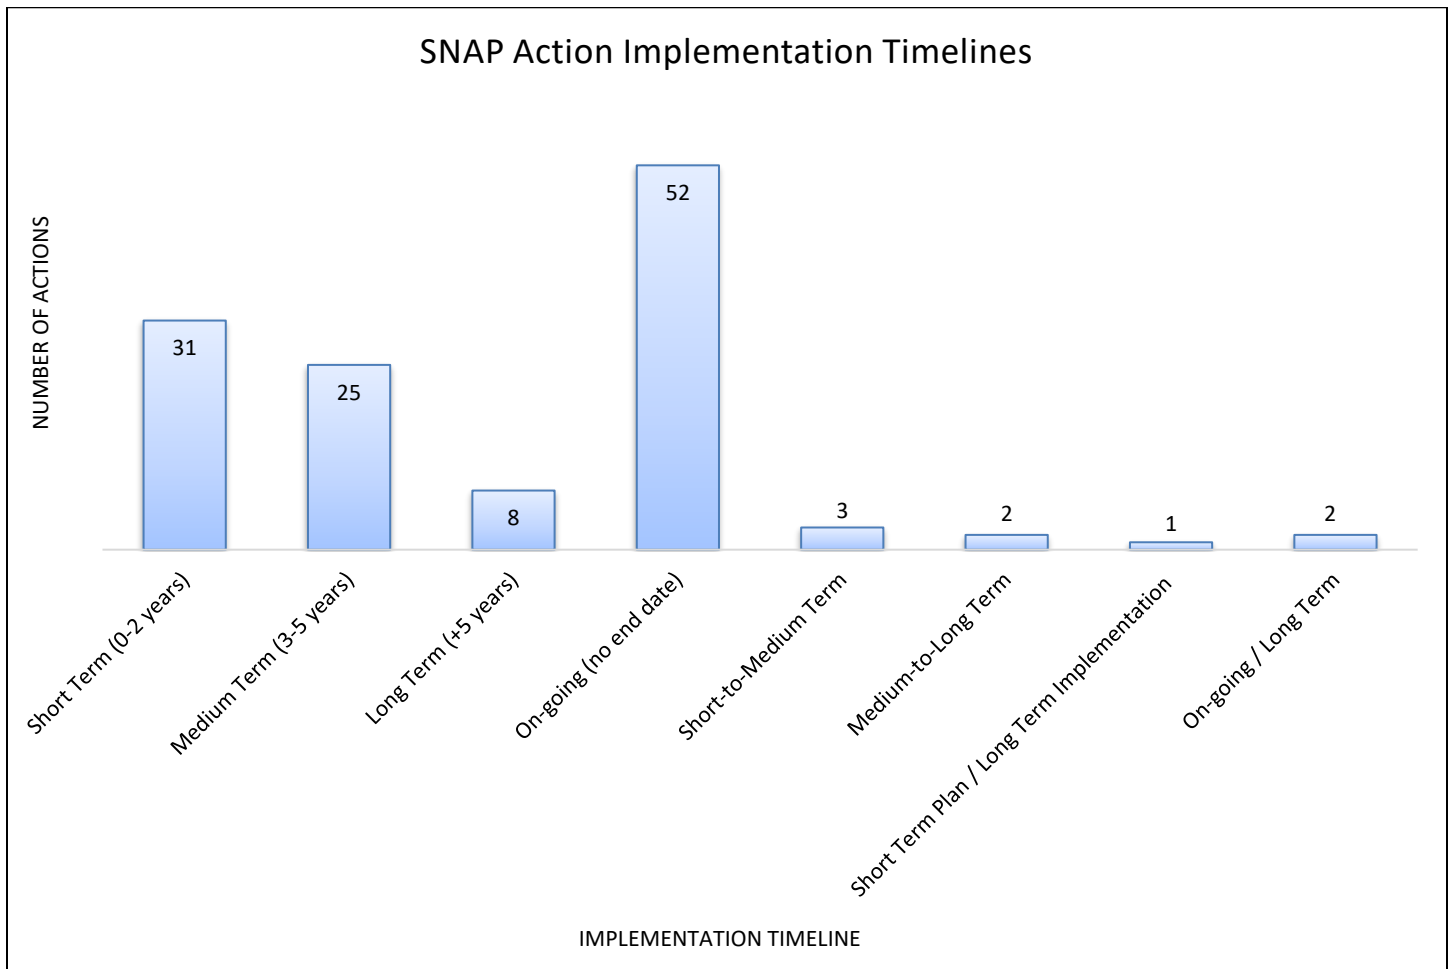 SNAP Action Implementation Timelines
NUMBER OF ACTIONS
31
25
8
52
3
2
1
2
Short Term (0-2 years)
Medium Term (3-5 years)
Long Term (+5 years)
On-going (no end date)
Short-to-Medium Term
Medium-to-Long Term
Short Term Plan / Long Term Implementation
On-going / Long Term
IMPLEMENTATION TIMELINE